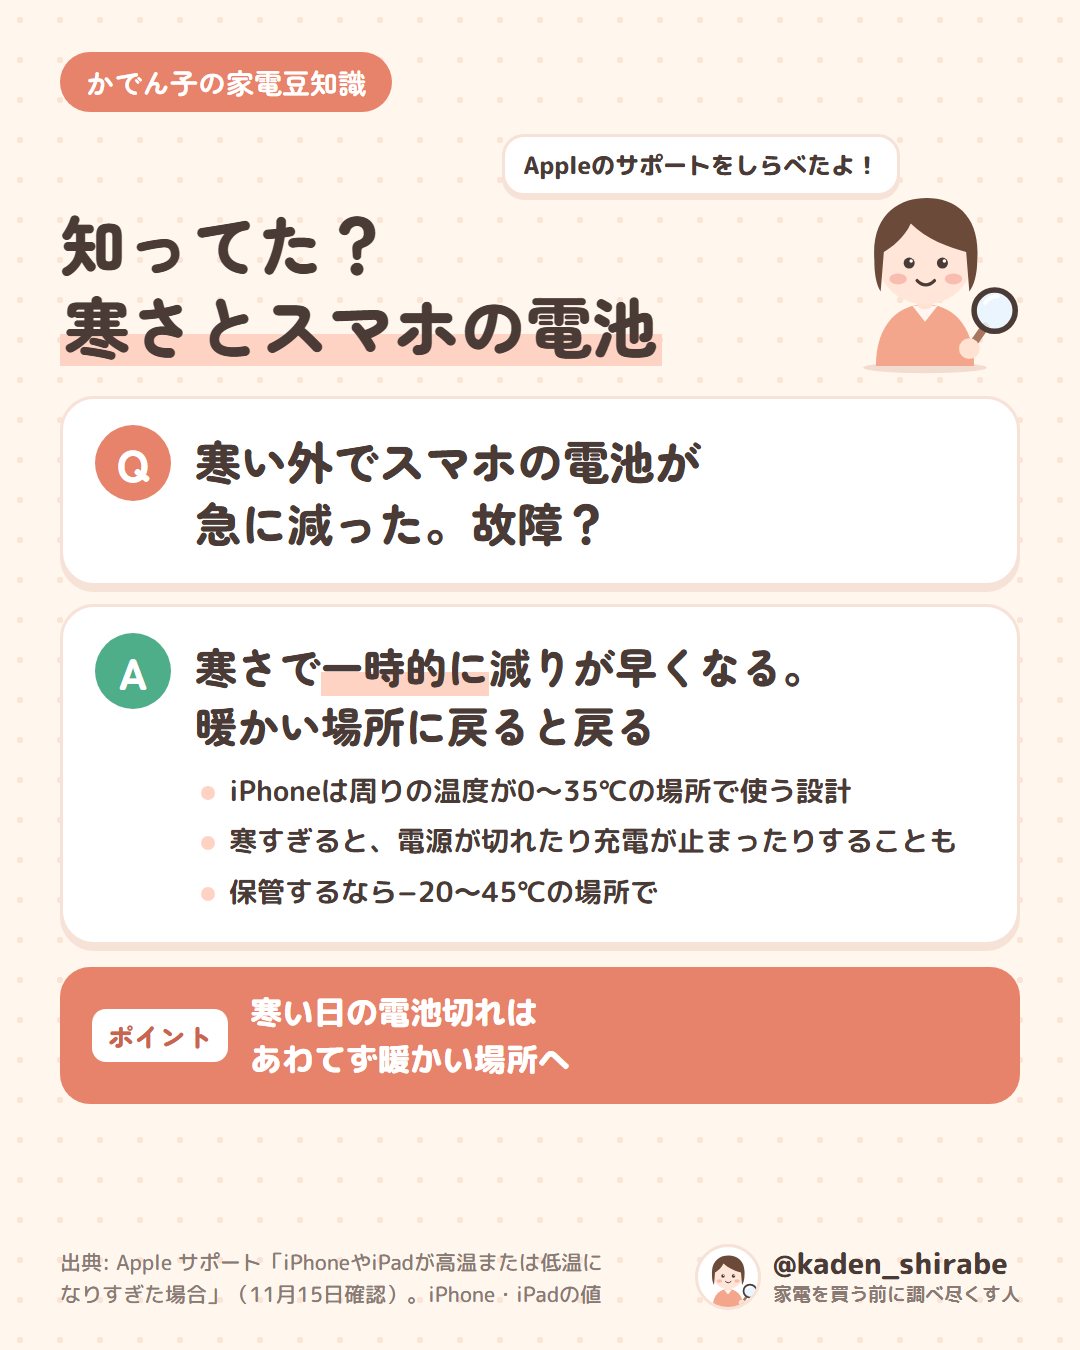 かでん子の家電豆知識
Appleのサポートをしらべたよ！
知ってた？
寒さとスマホの電池
Q
寒い外でスマホの電池が
急に減った。故障？
A
寒さで一時的に減りが早くなる。
暖かい場所に戻ると戻る
iPhoneは周りの温度が0〜35℃の場所で使う設計
寒すぎると、電源が切れたり充電が止まったりすることも
保管するなら−20〜45℃の場所で
ポイント
寒い日の電池切れは
あわてず暖かい場所へ
出典: Apple サポート「iPhoneやiPadが高温または低温に
なりすぎた場合」（11月15日確認）。iPhone・iPadの値
@kaden_shirabe
家電を買う前に調べ尽くす人